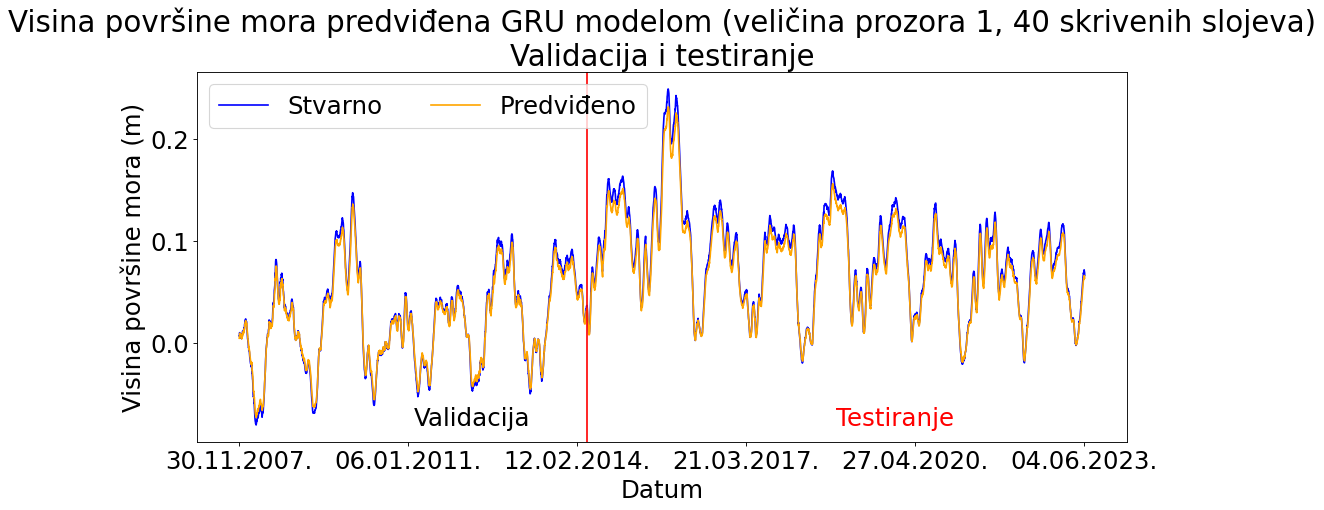 Visina površine mora predviđena GRU modelom (veličina prozora 1, 40 skrivenih slojeva)
Validacija i testiranje
Stvarno
Predviđeno
Visina površine mora (m)
0.2
0.1
0.0
Validacija
Testiranje
30.11.2007.
06.01.2011.
12.02.2014.
21.03.2017.
27.04.2020.
04.06.2023.
Datum